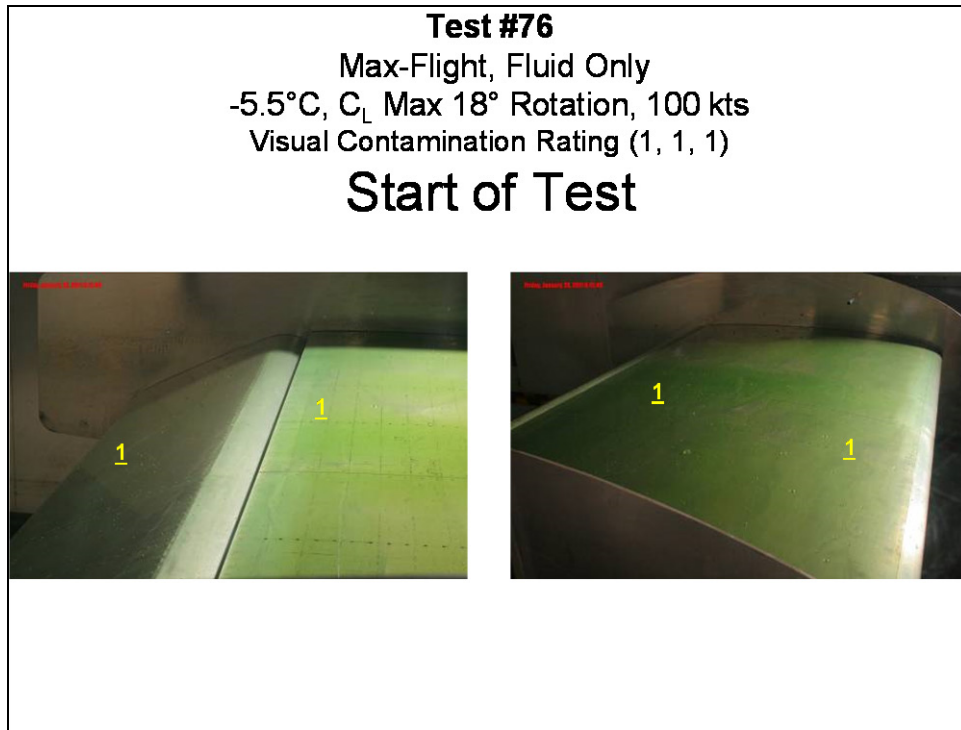 Test #76
Max-Flight, Fluid Only
-5.5°C, CL Max 18° Rotation, 100 kts
Visual Contamination Rating (1, 1, 1)
Start of Test
1
1
1
1